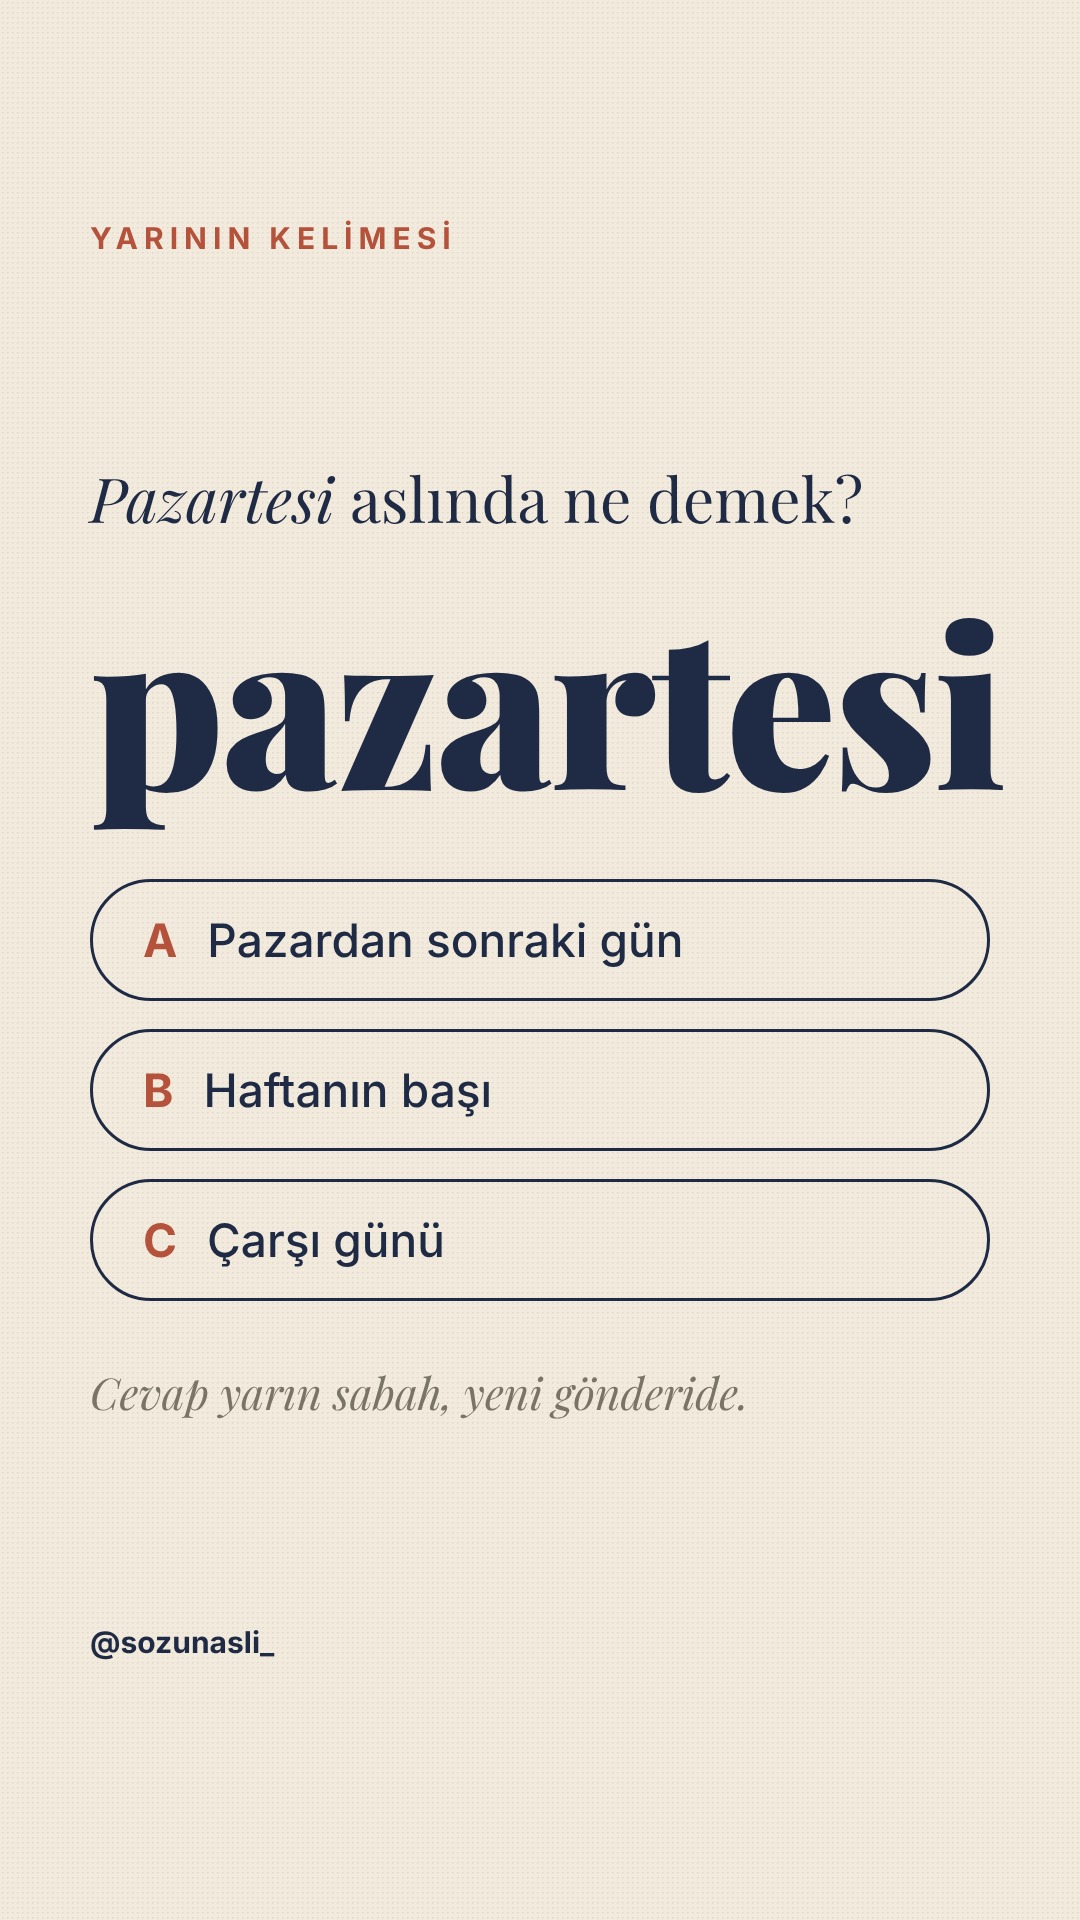 YARININ KELİMESİ
Pazartesi aslında ne demek?
pazartesi
A Pazardan sonraki gün
B Haftanın başı
C Çarşı günü
Cevap yarın sabah, yeni gönderide.
@sozunasli_